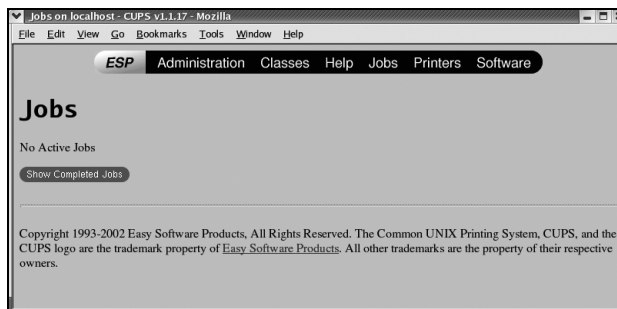 Jobs on localhost - CUPS v1.1.17 - Mozilla
File Edit View Go Bookmarks Tools Window Help
ESP Administration Classes Help Jobs Printers Software
Jobs
No Active Jobs
Show Completed Jobs
Copyright 1993-2002 Easy Software Products, All Rights Reserved. The Common UNIX Printing System, CUPS, and the
CUPS logo are the trademark property of Easy Software Products. All other trademarks are the property of their respective
owners.